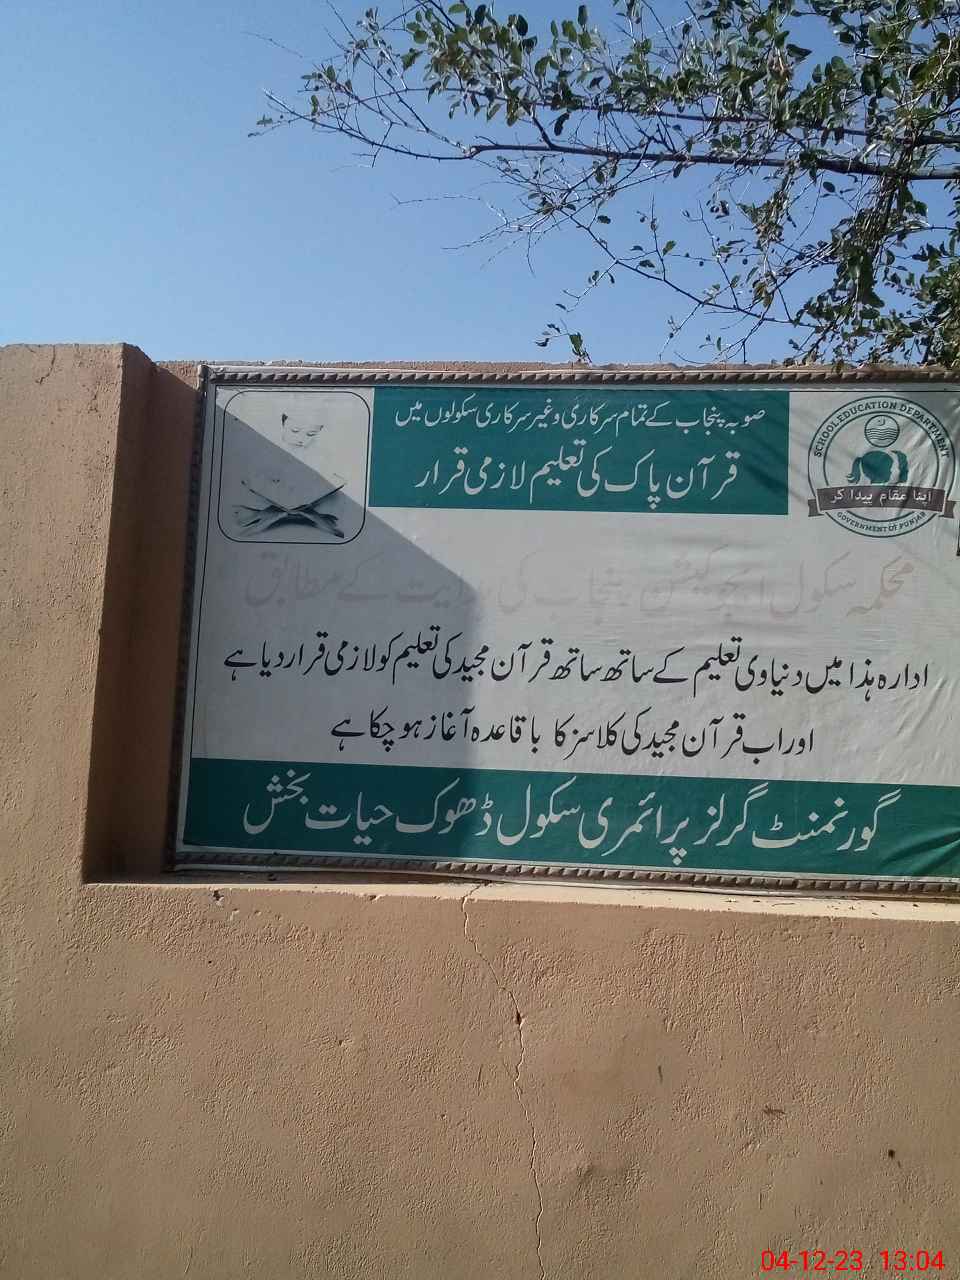 صوبہ پنجاب کے تمام سرکاری و غیر سرکاری سکولوں میں
قرآن پاک کی تعلیم لازمی قرار
SCHOOL EDUCATION DEPARTMENT
اپنا مقام پیدا کر
GOVERNMENT OF PUNJAB
محکمہ سکول ایجوکیشن پنجاب کی ہدایت کے مطابق
ادارہ ہذا میں دنیاوی تعلیم کے ساتھ ساتھ قرآن مجید کی تعلیم کو لازمی قرار دیا ہے
اور اب قرآن مجید کی کلاسز کا باقاعدہ آغاز ہو چکا ہے
گورنمنٹ گرلز پرائمری سکول ڈھوک حیات بخش
04-12-23 13:04